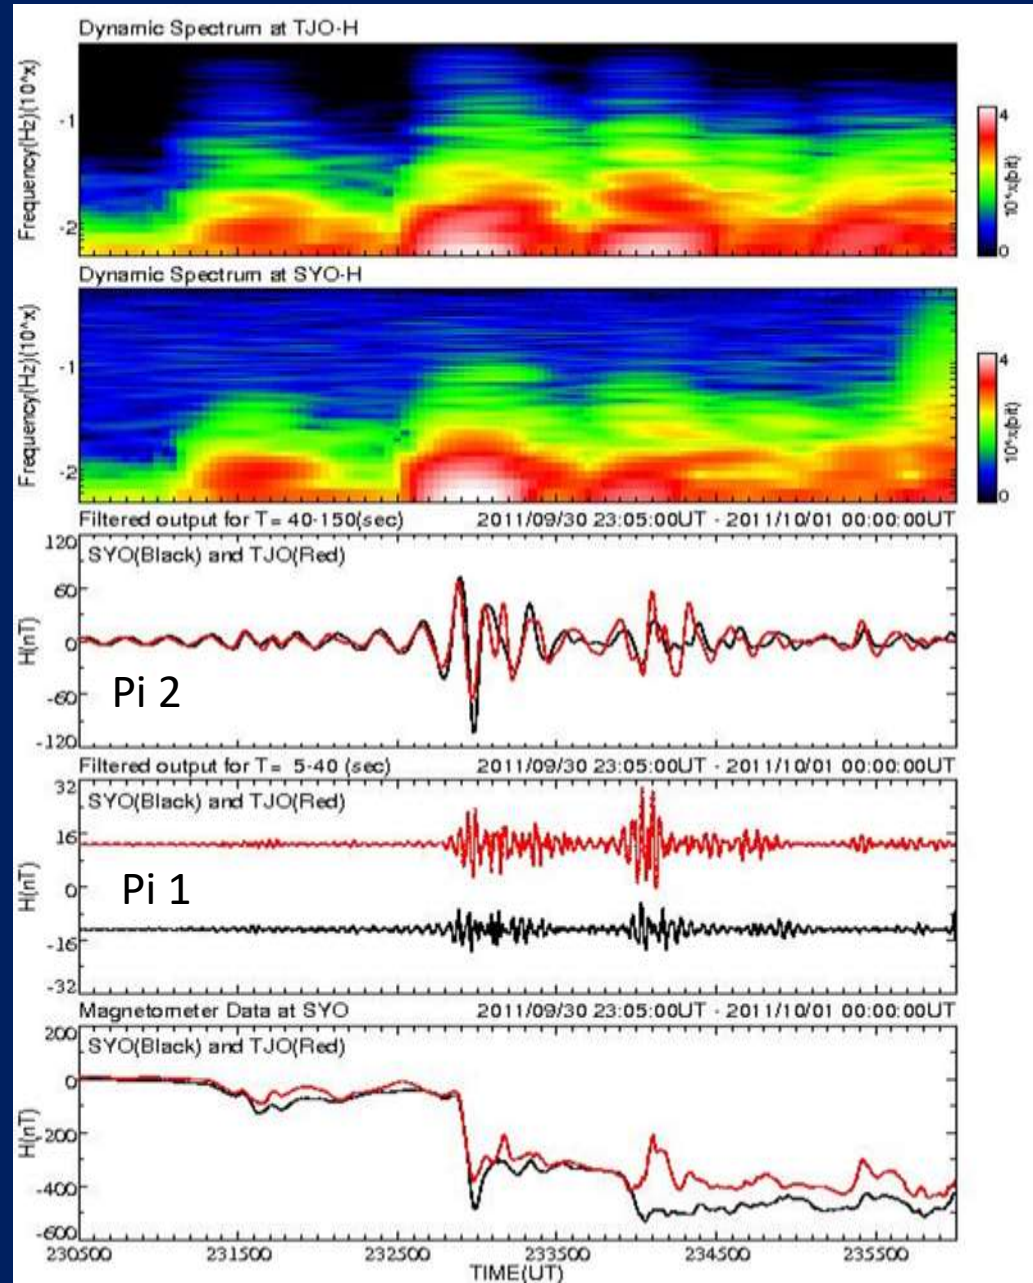 Dynamic Spectrum at TJO-H
Frequency(Hz)(10^x)
-1
-2
4
0
10^x(bit)
Dynamic Spectrum at SYO-H
Frequency(Hz)(10^x)
-1
-2
4
0
10^x(bit)
Filtered output for T= 40-150(sec) 2011/09/30 23:05:00UT - 2011/10/01 00:00:00UT
SYO(Black) and TJO(Red)
H(nT)
120
60
0
-60
-120
Pi 2
Filtered output for T= 5-40 (sec) 2011/09/30 23:05:00UT - 2011/10/01 00:00:00UT
SYO(Black) and TJO(Red)
H(nT)
32
16
0
-16
-32
Pi 1
Magnetometer Data at SYO 2011/09/30 23:05:00UT - 2011/10/01 00:00:00UT
SYO(Black) and TJO(Red)
H(nT)
200
0
-200
-400
-600
230500 231500 232500 233500 234500 235500
TIME(UT)